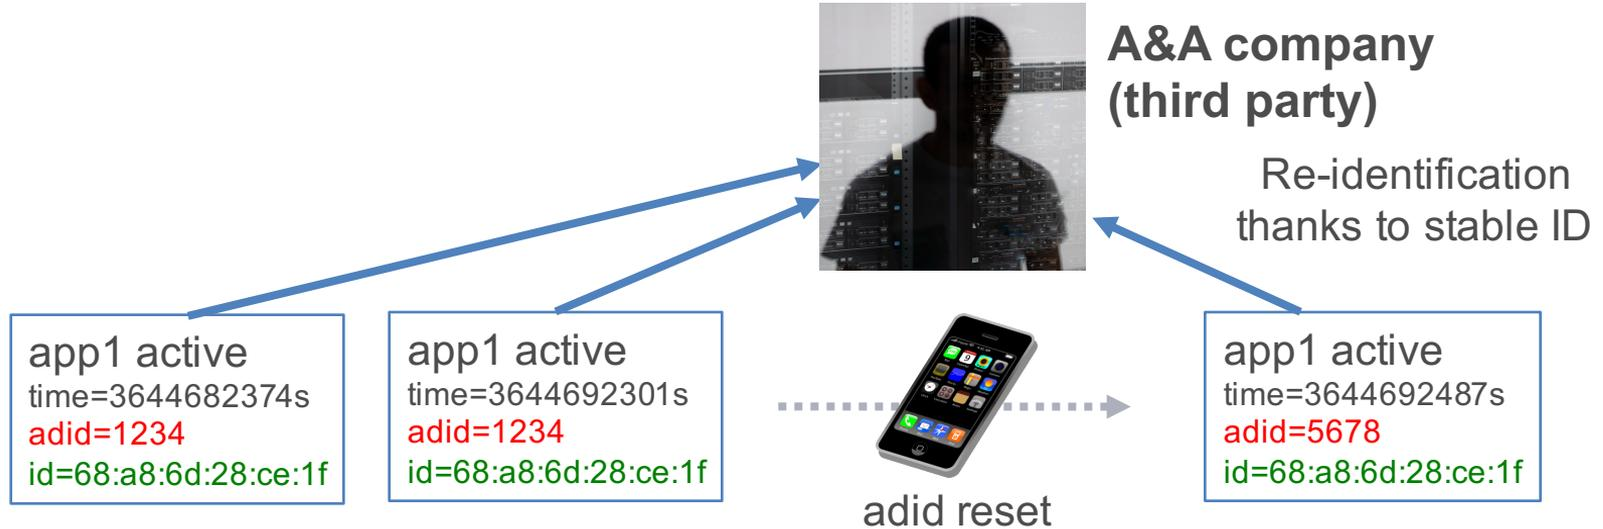 A&A company
(third party)
Re-identification
thanks to stable ID
app1 active
time=3644682374s
adid=1234
id=68:a8:6d:28:ce:1f
app1 active
time=3644692301s
adid=1234
id=68:a8:6d:28:ce:1f
adid reset
app1 active
time=3644692487s
adid=5678
id=68:a8:6d:28:ce:1f